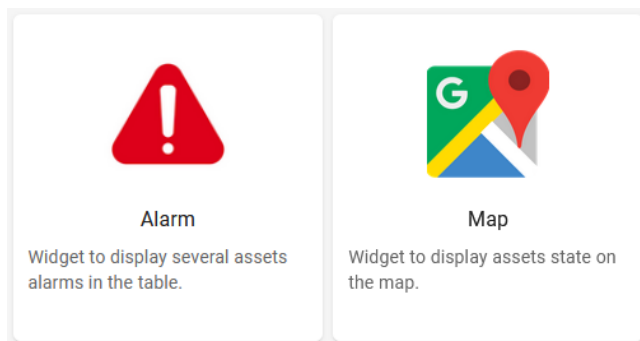 G
Alarm
Widget to display several assets
alarms in the table.
Map
Widget to display assets state on
the map.